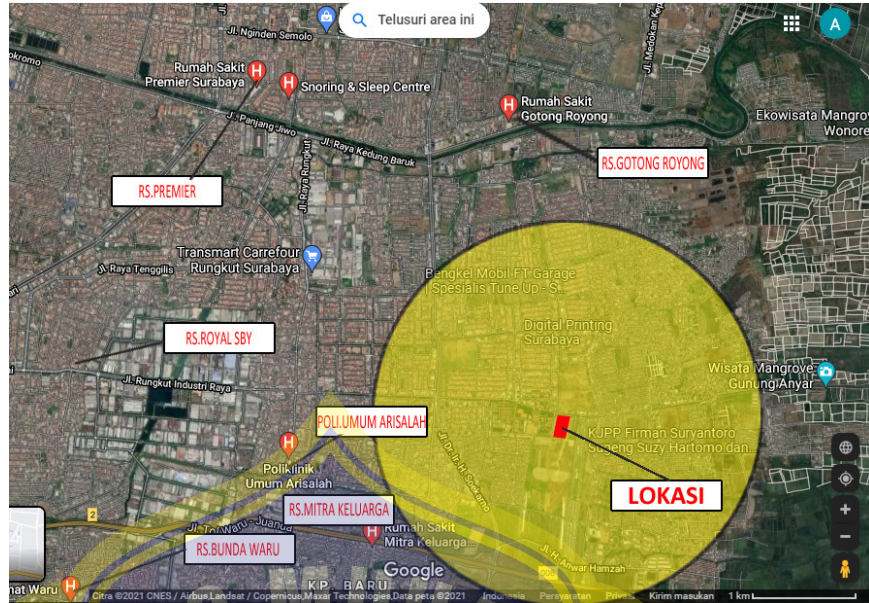 Telusuri area ini
A
Jl. Nginden Semolo
Rumah Sakit
Premier Surabaya
Snoring & Sleep Centre
Rumah Sakit
Gotong Royong
Ekowisata Mangrov
Wonore
Jl. Panjang Jiwo
Jl. Raya Kedung Baruk
RS.PREMIER
RS.GOTONG ROYONG
Jl. Raya Rungkut
Transmart Carrefour
Rungkut Surabaya
Jl. Raya Tenggilis
Bengkel Mobil FT Garage
| Spesialis Tune Up - S...
Digital Printing
Surabaya
RS.ROYAL SBY
Wisata Mangrove
Gunung Anyar
Jl. Rungkut Industri Raya
POLI.UMUM ARISALAH
KJPP Firman Suryantoro
Sugeng Suzy Hartomo dan...
Jl. Dr. Ir. H. Soekarno
Poliklinik
Umum Arisalah
LOKASI
RS.MITRA KELUARGA
2
Jl. Tol Waru - Juanda
Rumah Sakit
Mitra Keluarga...
RS.BUNDA WARU
Jl. H. Anwar Hamzah
Google
mat Waru
KP. BARU
Citra ©2021 CNES / Airbus,Landsat / Copernicus,Maxar Technologies,Data peta ©2021
Indonesia
Persyaratan
Privasi
Kirim masukan
1 km